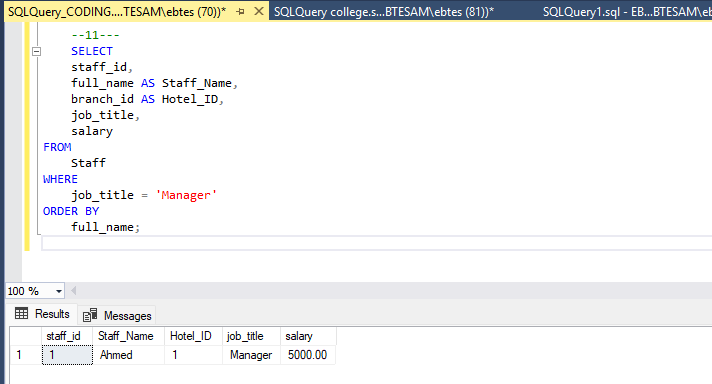 SQLQuery_CODING....TESAM\ebtes (70))* SQLQuery college.s...BTESAM\ebtes (81))* SQLQuery1.sql - EB...BTESAM\eb
--11---
SELECT
staff_id,
full_name AS Staff_Name,
branch_id AS Hotel_ID,
job_title,
salary
FROM
Staff
WHERE
job_title = 'Manager'
ORDER BY
full_name;
100 %
Results Messages
staff_id Staff_Name Hotel_ID job_title salary
1 1 Ahmed 1 Manager 5000.00